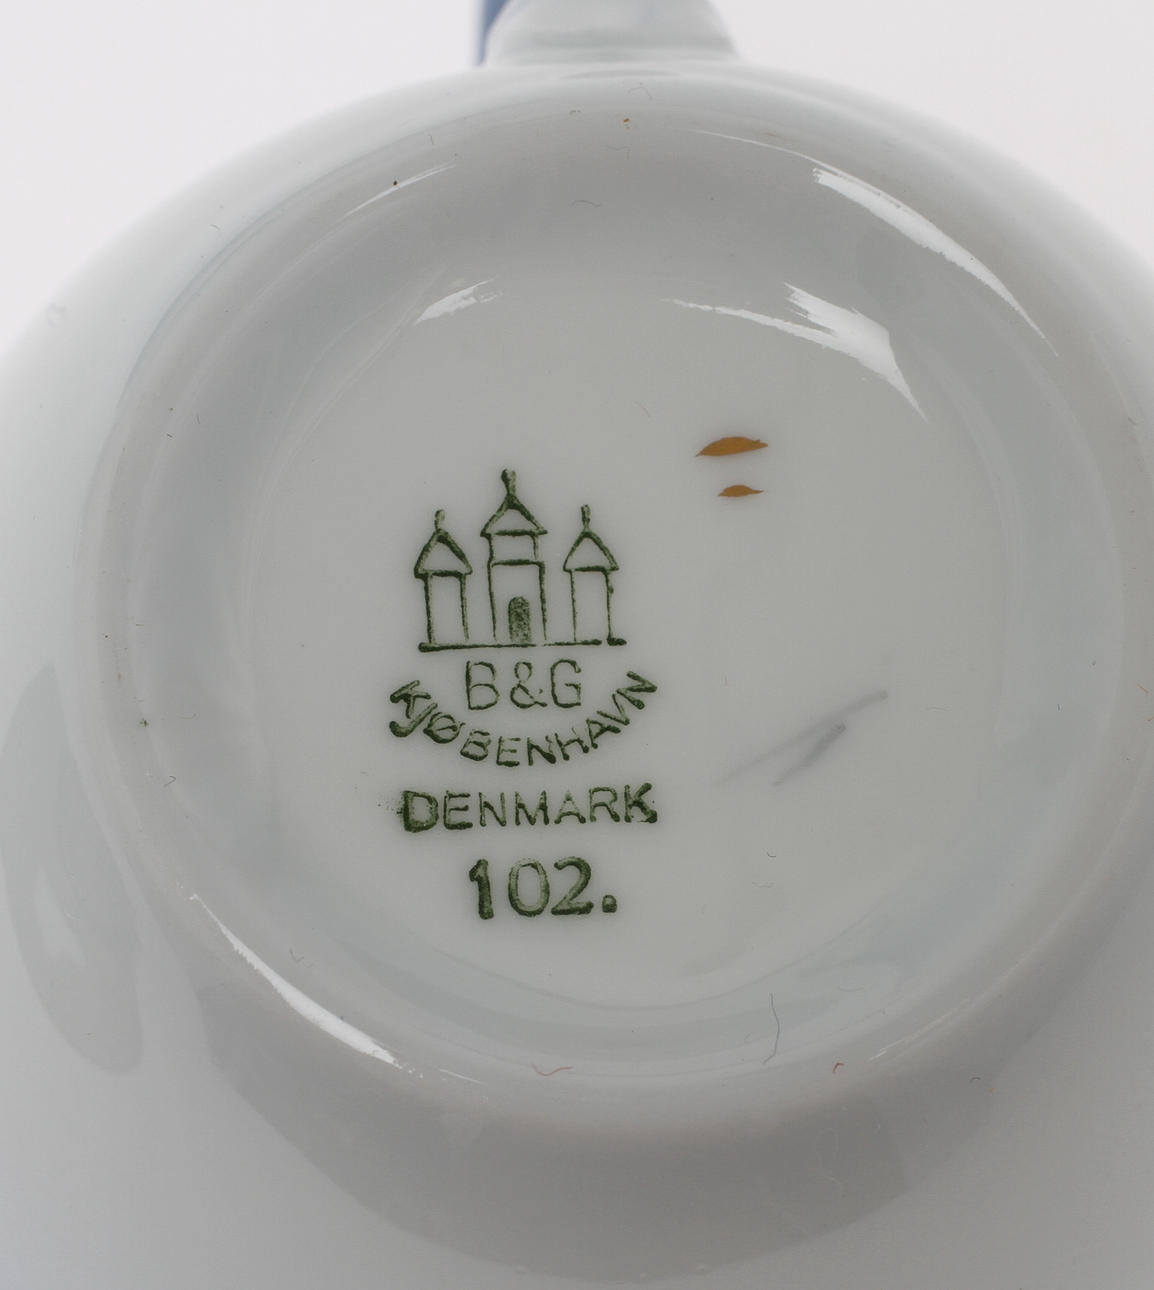 B&G
KJØBENHAVN
DENMARK
102.